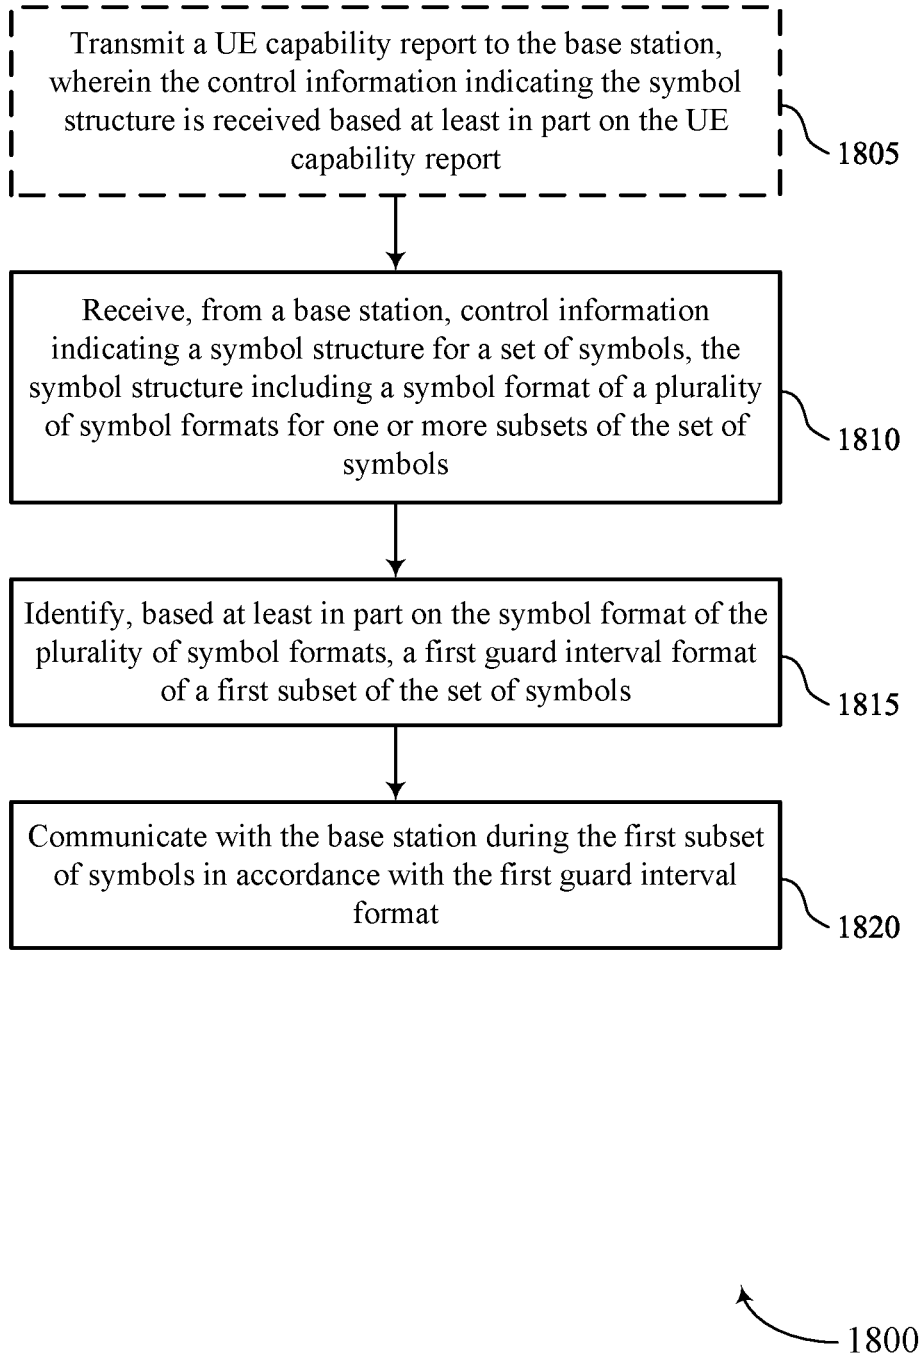 Transmit a UE capability report to the base station,
wherein the control information indicating the symbol
structure is received based at least in part on the UE
capability report
1805
Receive, from a base station, control information
indicating a symbol structure for a set of symbols, the
symbol structure including a symbol format of a plurality
of symbol formats for one or more subsets of the set of
symbols
1810
Identify, based at least in part on the symbol format of the
plurality of symbol formats, a first guard interval format
of a first subset of the set of symbols
1815
Communicate with the base station during the first subset
of symbols in accordance with the first guard interval
format
1820
1800